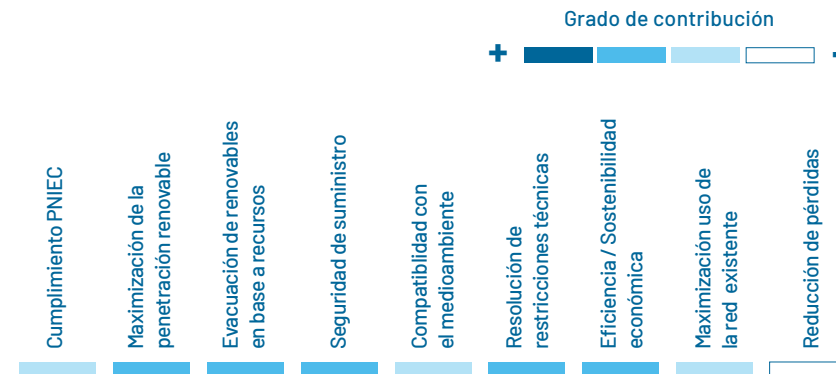 Grado de contribución
+
Cumplimiento PNIEC
Maximización de la
penetración renovable
Evacuación de renovables
en base a recursos
Seguridad de suministro
Compatiblidad con
el medioambiente
Resolución de
restricciones técnicas
Eficiencia / Sostenibilidad
económica
Maximización uso de
la red existente
Reducción de pérdidas